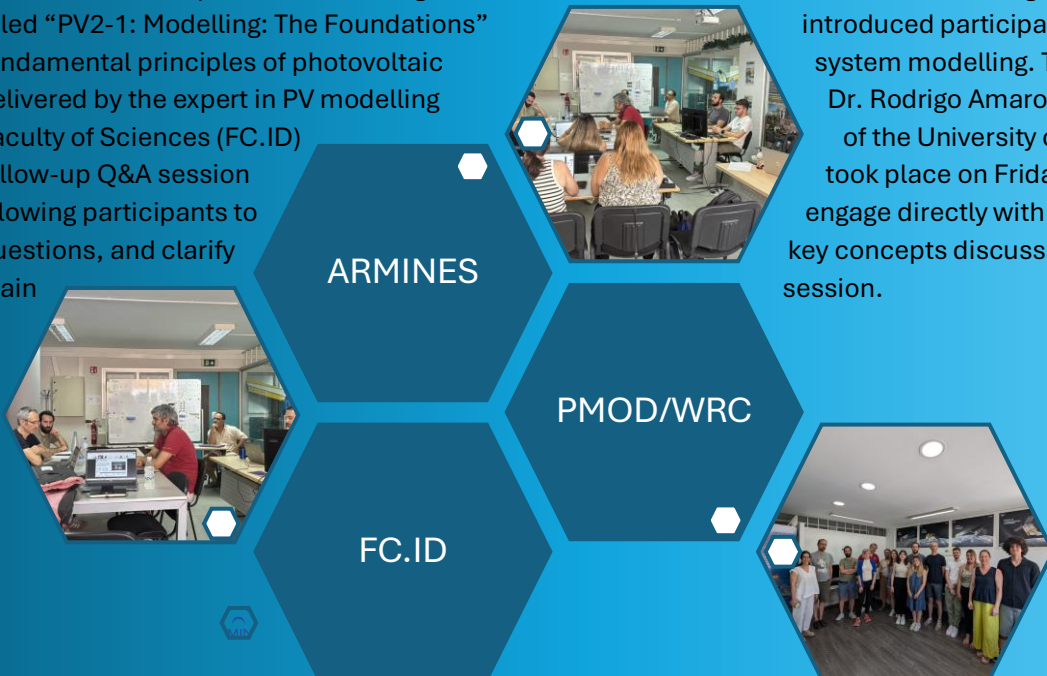 led “PV2-1: Modelling: The Foundations”
ndamental principles of photovoltaic
elivered by the expert in PV modelling
aculty of Sciences (FC.ID)
llow-up Q&A session
lowing participants to
uestions, and clarify
ain
introduced participa
system modelling. T
Dr. Rodrigo Amaro
of the University o
took place on Frida
engage directly with
key concepts discuss
session.
ARMINES
PMOD/WRC
FC.ID
MIN